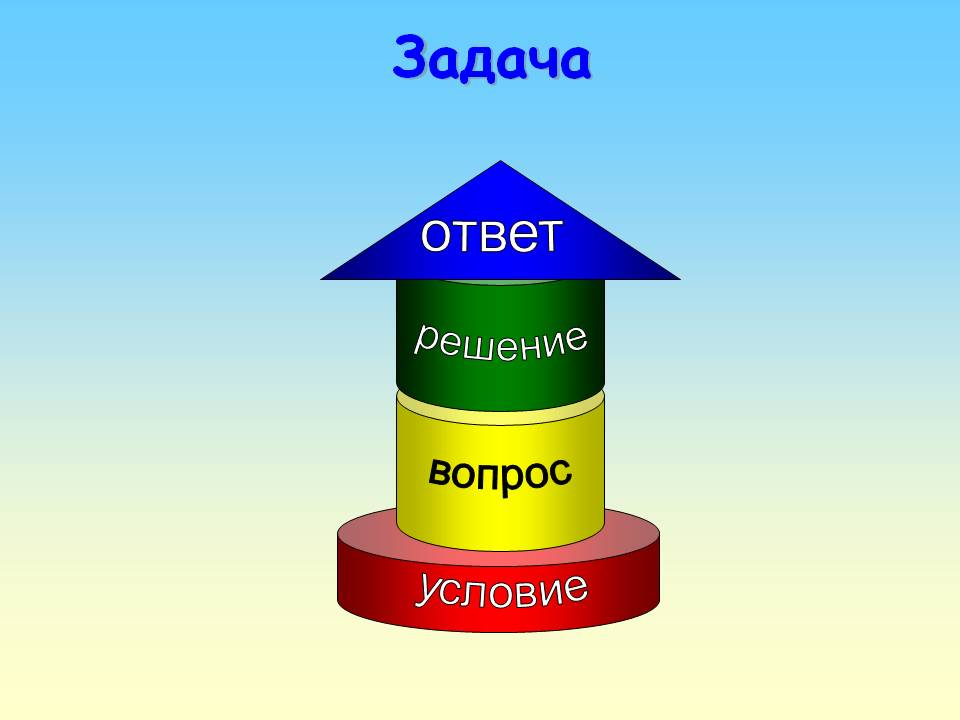 Задача
ответ
решение
вопрос
условие